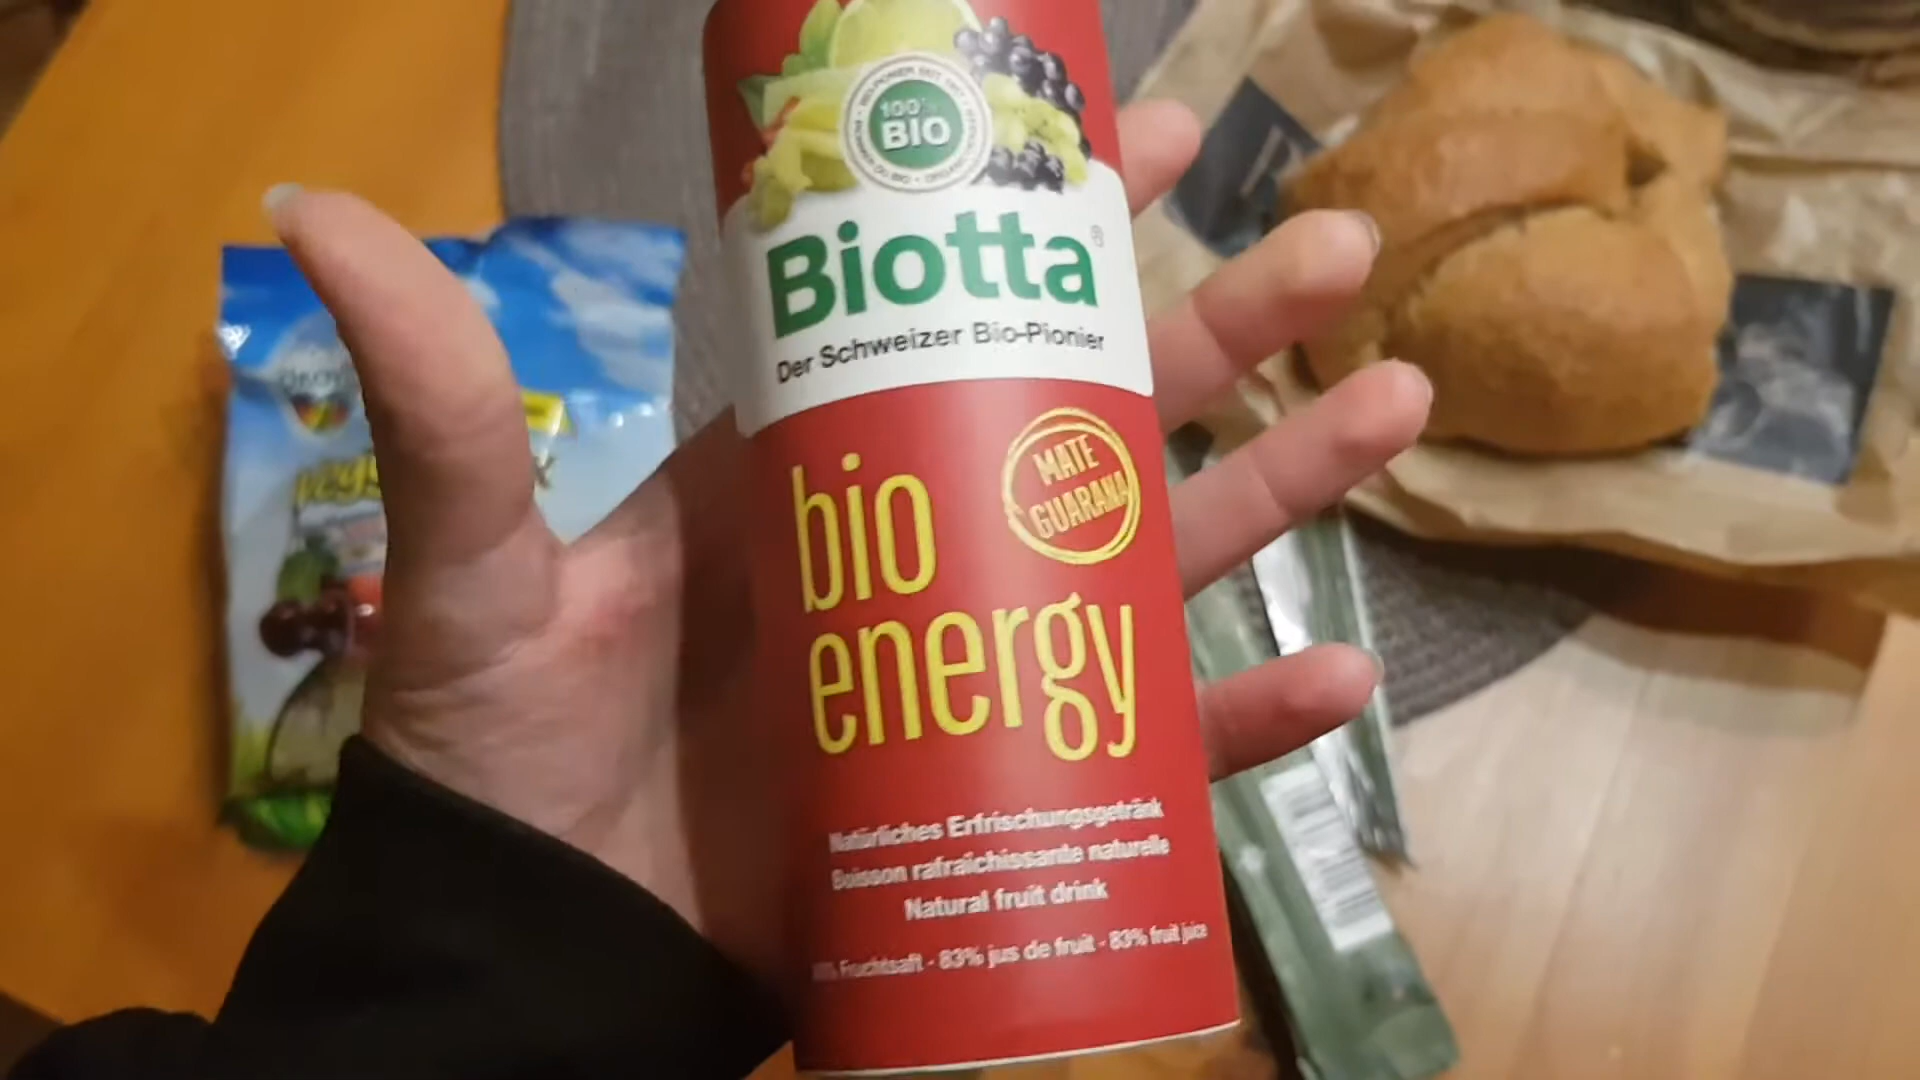 100%
BIO
Biotta®
Der Schweizer Bio-Pionier
MATE
GUARANA
bio
energy
Natürliches Erfrischungsgetränk
Boisson rafraîchissante naturelle
Natural fruit drink
Fruchtsaft - 83% jus de fruit - 83% fruit juice